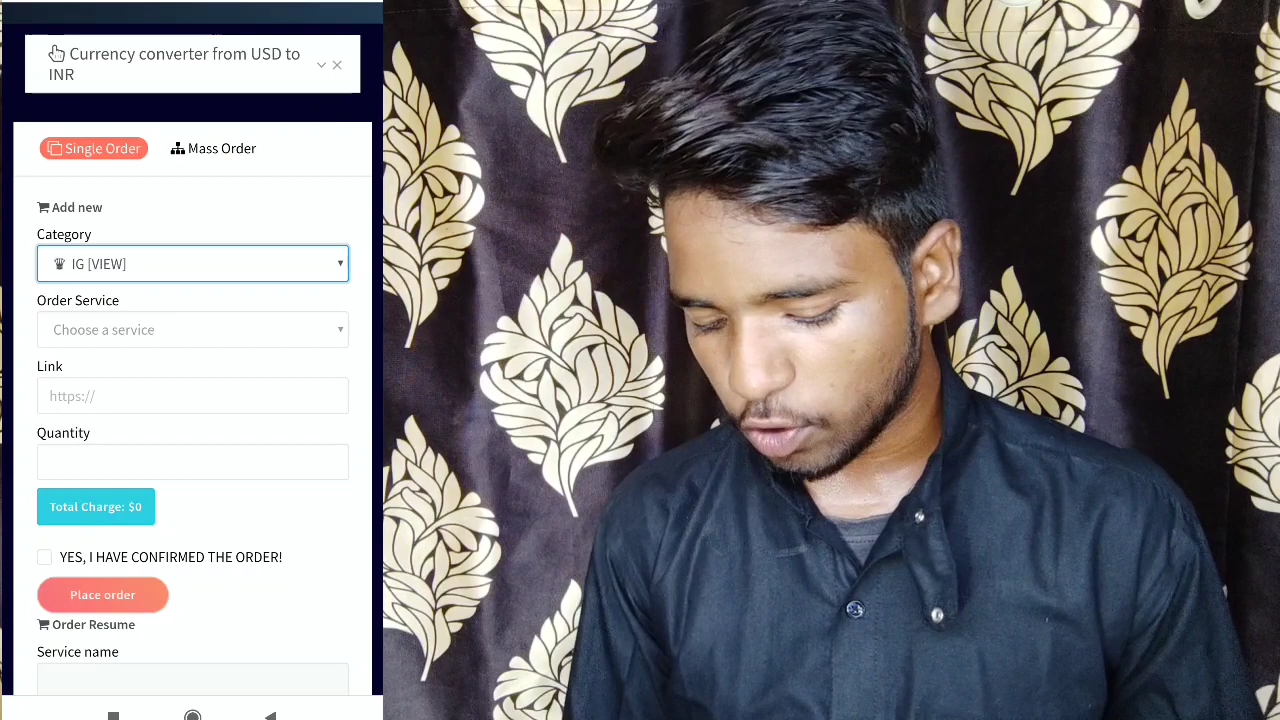 Currency converter from USD to
INR
Single Order
Mass Order
Add new
Category
IG [VIEW]
Order Service
Choose a service
Link
https://
Quantity
Total Charge: $0
YES, I HAVE CONFIRMED THE ORDER!
Place order
Order Resume
Service name